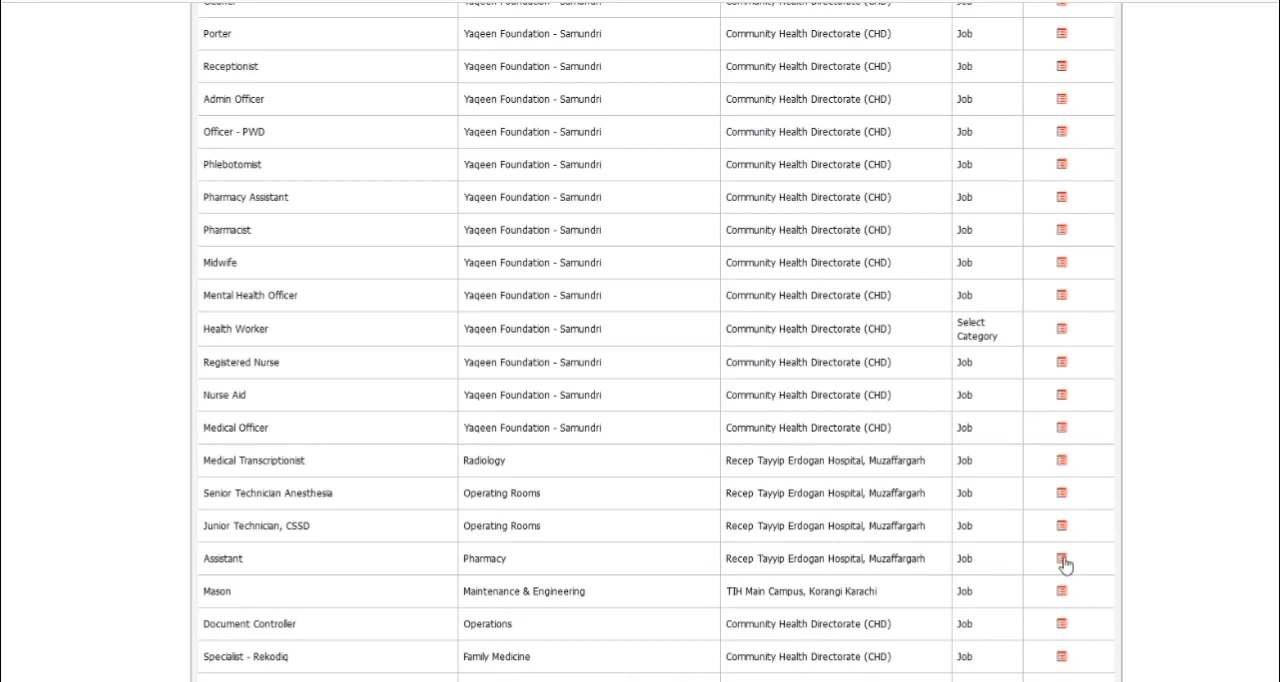 Porter Yaqeen Foundation - Samundri Community Health Directorate (CHD) Job
Receptionist Yaqeen Foundation - Samundri Community Health Directorate (CHD) Job
Admin Officer Yaqeen Foundation - Samundri Community Health Directorate (CHD) Job
Officer - PWD Yaqeen Foundation - Samundri Community Health Directorate (CHD) Job
Phlebotomist Yaqeen Foundation - Samundri Community Health Directorate (CHD) Job
Pharmacy Assistant Yaqeen Foundation - Samundri Community Health Directorate (CHD) Job
Pharmacist Yaqeen Foundation - Samundri Community Health Directorate (CHD) Job
Midwife Yaqeen Foundation - Samundri Community Health Directorate (CHD) Job
Mental Health Officer Yaqeen Foundation - Samundri Community Health Directorate (CHD) Job
Health Worker Yaqeen Foundation - Samundri Community Health Directorate (CHD) Select
Category
Registered Nurse Yaqeen Foundation - Samundri Community Health Directorate (CHD) Job
Nurse Aid Yaqeen Foundation - Samundri Community Health Directorate (CHD) Job
Medical Officer Yaqeen Foundation - Samundri Community Health Directorate (CHD) Job
Medical Transcriptionist Radiology Recep Tayyip Erdogan Hospital, Muzaffargarh Job
Senior Technician Anesthesia Operating Rooms Recep Tayyip Erdogan Hospital, Muzaffargarh Job
Junior Technician, CSSD Operating Rooms Recep Tayyip Erdogan Hospital, Muzaffargarh Job
Assistant Pharmacy Recep Tayyip Erdogan Hospital, Muzaffargarh Job
Mason Maintenance & Engineering TIH Main Campus, Korangi Karachi Job
Document Controller Operations Community Health Directorate (CHD) Job
Specialist - Rekodiq Family Medicine Community Health Directorate (CHD) Job